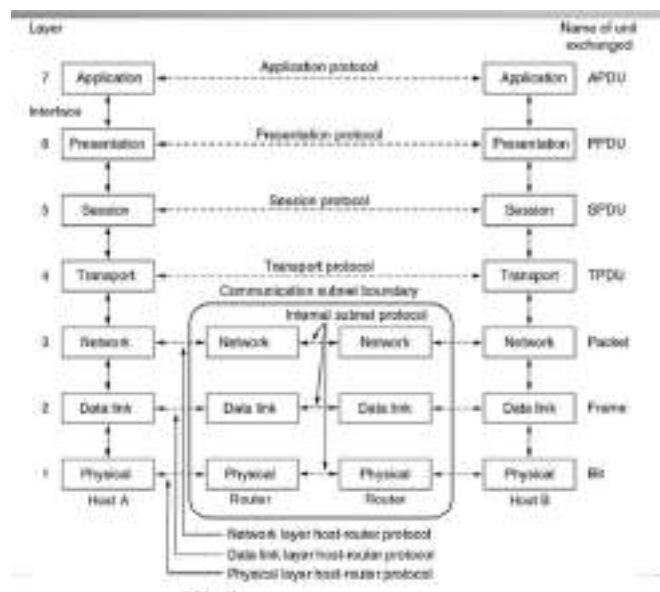 Layer
Name of unit
exchanged
7 Application Application protocol Application APDU
Interface
6 Presentation Presentation protocol Presentation PPDU
5 Session Session protocol Session SPDU
4 Transport Transport protocol Transport TPDU
Communication subnet boundary
Internal subnet protocol
3 Network Network Network Network Packet
2 Data link Data link Data link Data link Frame
1 Physical Physical Physical Physical Bit
Host A Router Router Host B
Network layer host-router protocol
Data link layer host-router protocol
Physical layer host-router protocol